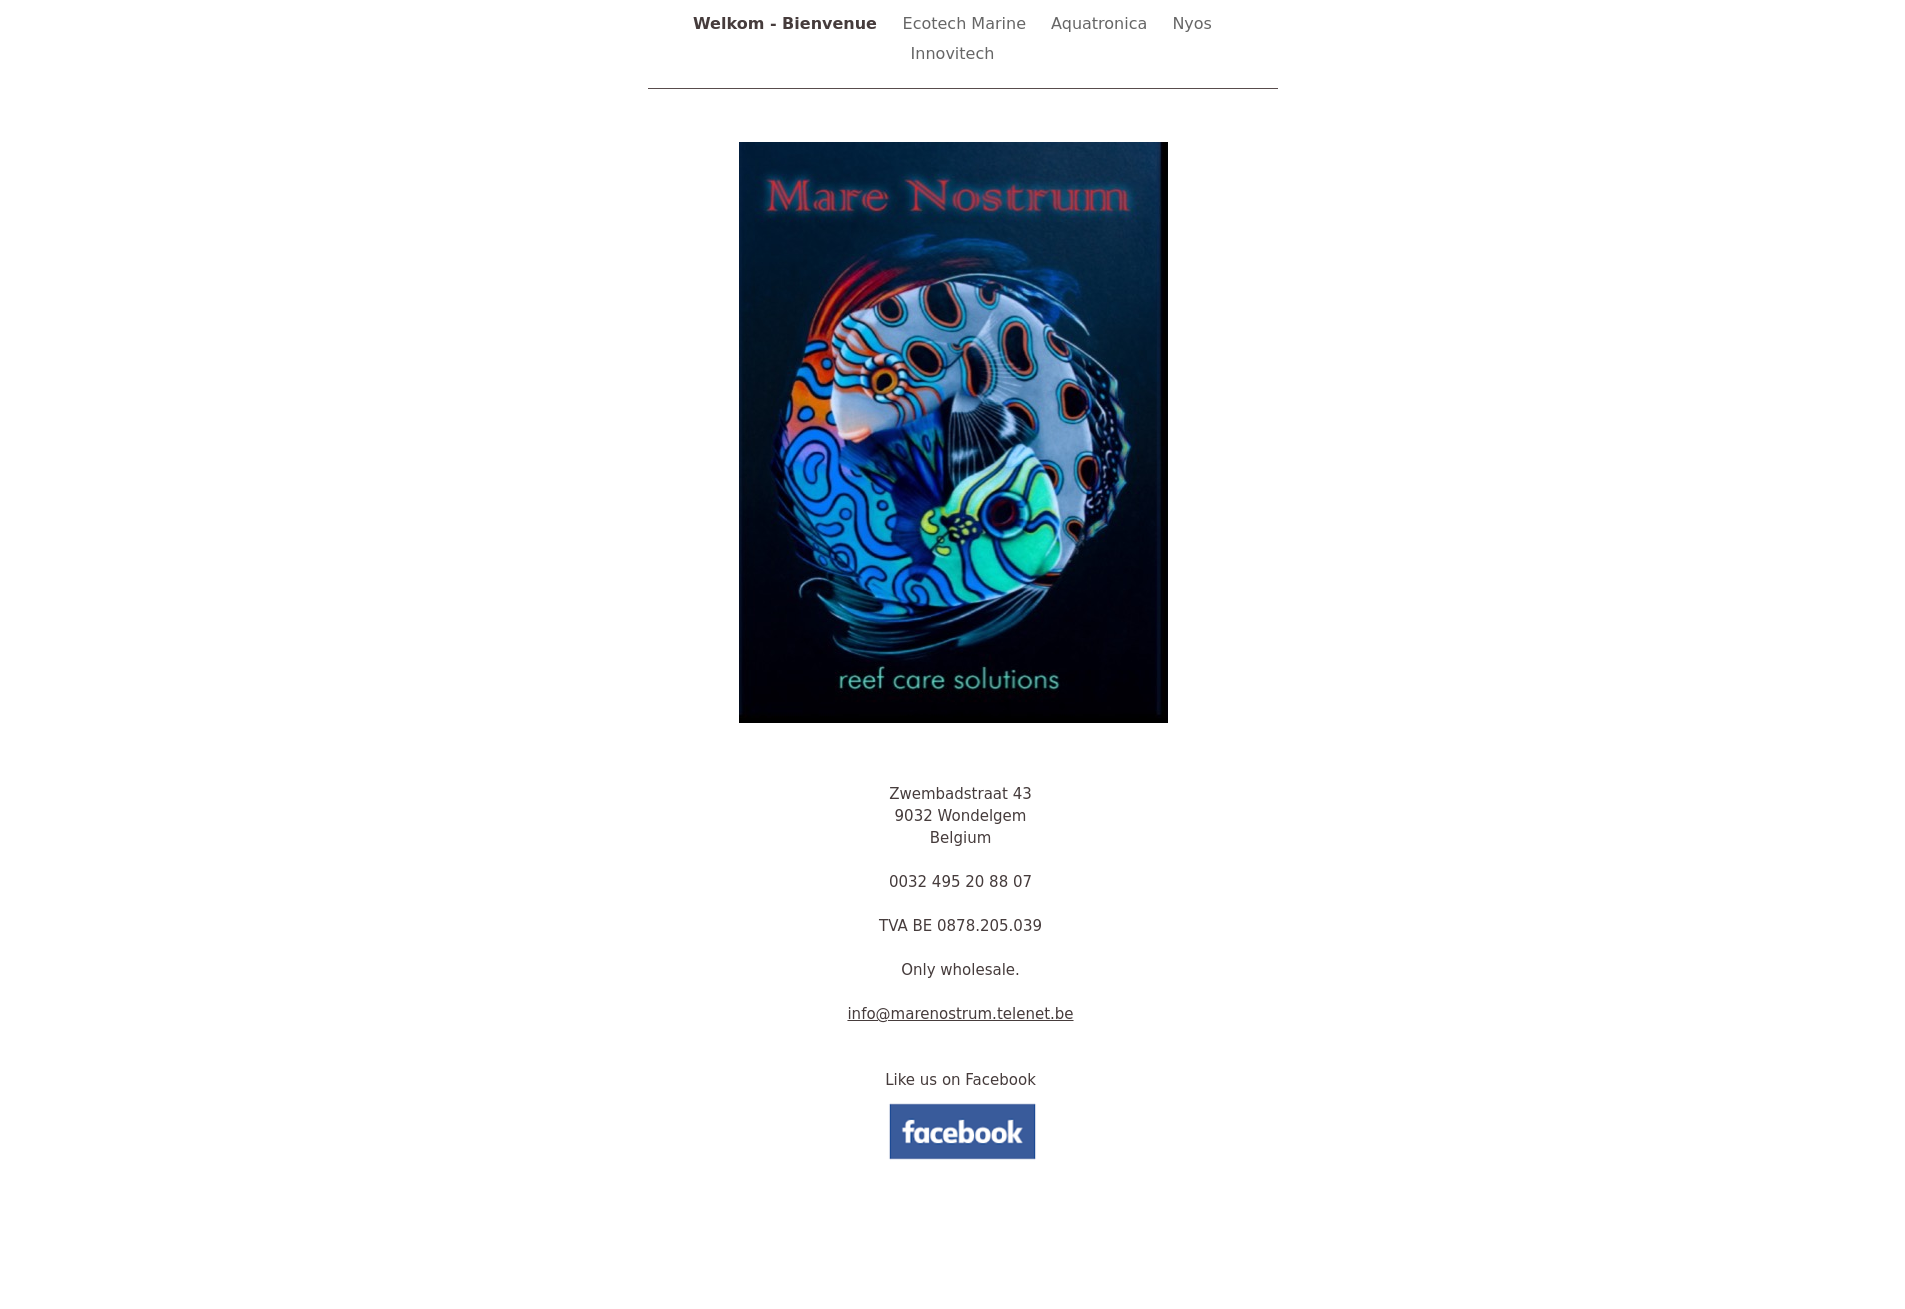 Welkom - Bienvenue Ecotech Marine Aquatronica Nyos
Innovitech
Mare Nostrum
reef care solutions
Zwembadstraat 43
9032 Wondelgem
Belgium
0032 495 20 88 07
TVA BE 0878.205.039
Only wholesale.
info@marenostrum.telenet.be
Like us on Facebook
facebook